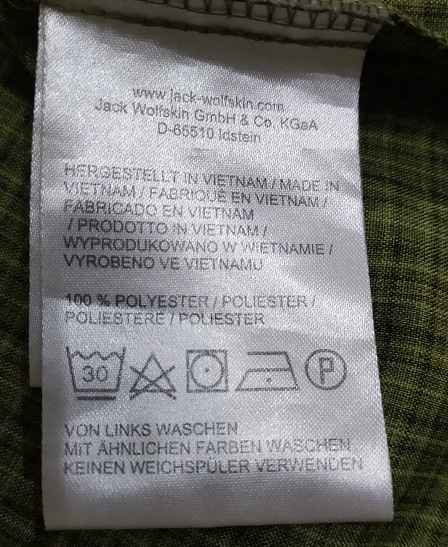 www.jack-wolfskin.com
Jack Wolfskin GmbH & Co. KGaA
D-65510 Idstein
HERGESTELLT IN VIETNAM / MADE IN
VIETNAM / FABRIQUÉ EN VIETNAM /
FABRICADO EN VIETNAM
/ PRODOTTO IN VIETNAM /
WYPRODUKOWANO W WIETNAMIE /
VYROBENO VE VIETNAMU
100 % POLYESTER / POLIESTER /
POLIESTERE / POLIESTER
30 P
VON LINKS WASCHEN
MIT ÄHNLICHEN FARBEN WASCHEN
KEINEN WEICHSPÜLER VERWENDEN